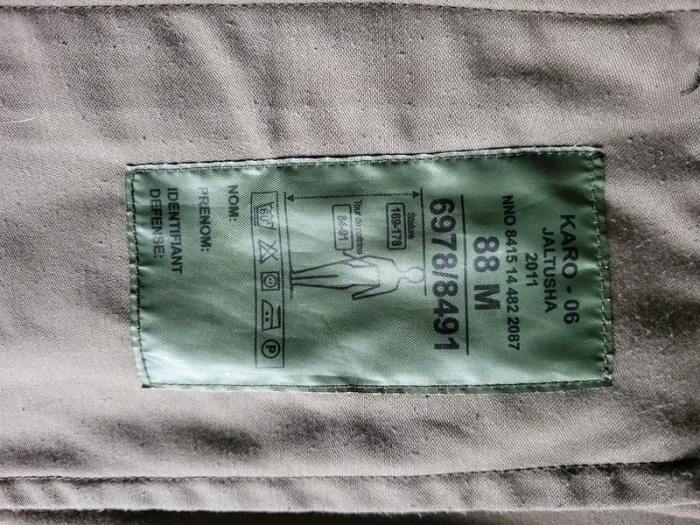 KARO - 06
JALTUSHA
2011
NNO 8415 14 482 2087
88 M
6978/8491
Stature
169-178
Tour de poitrine
84-91
60°
P
NOM:
PRENOM:
IDENTIFIANT
DEFENSE: